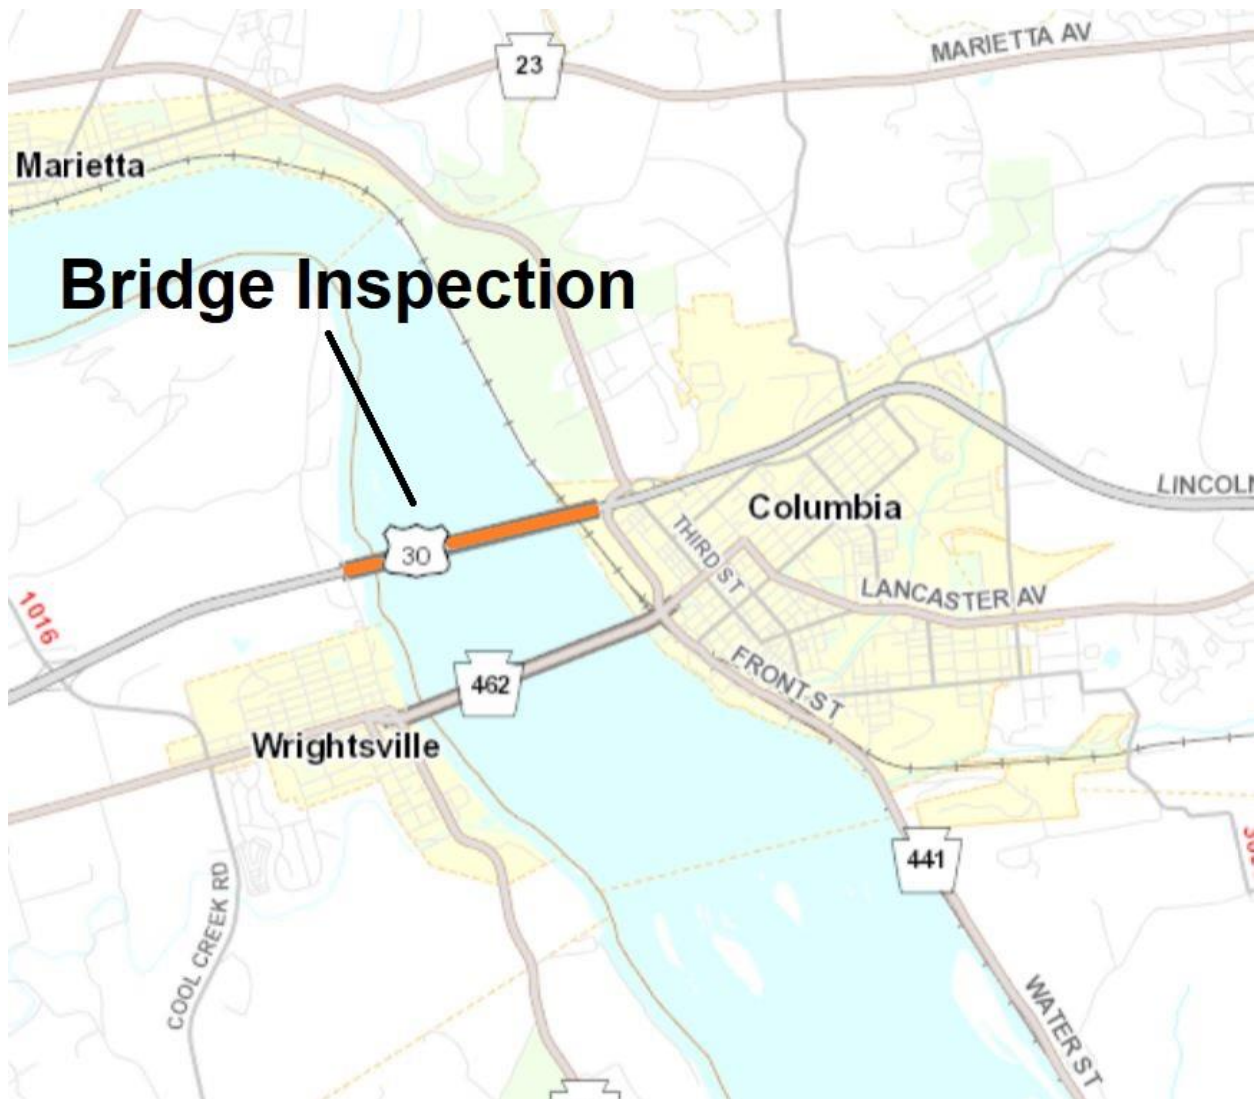 MARIETTA AV
23
Marietta
Bridge Inspection
LINCOLN
Columbia
THIRD ST
30
LANCASTER AV
1016
462
FRONT ST
Wrightsville
441
COOL CREEK RD
WATER ST